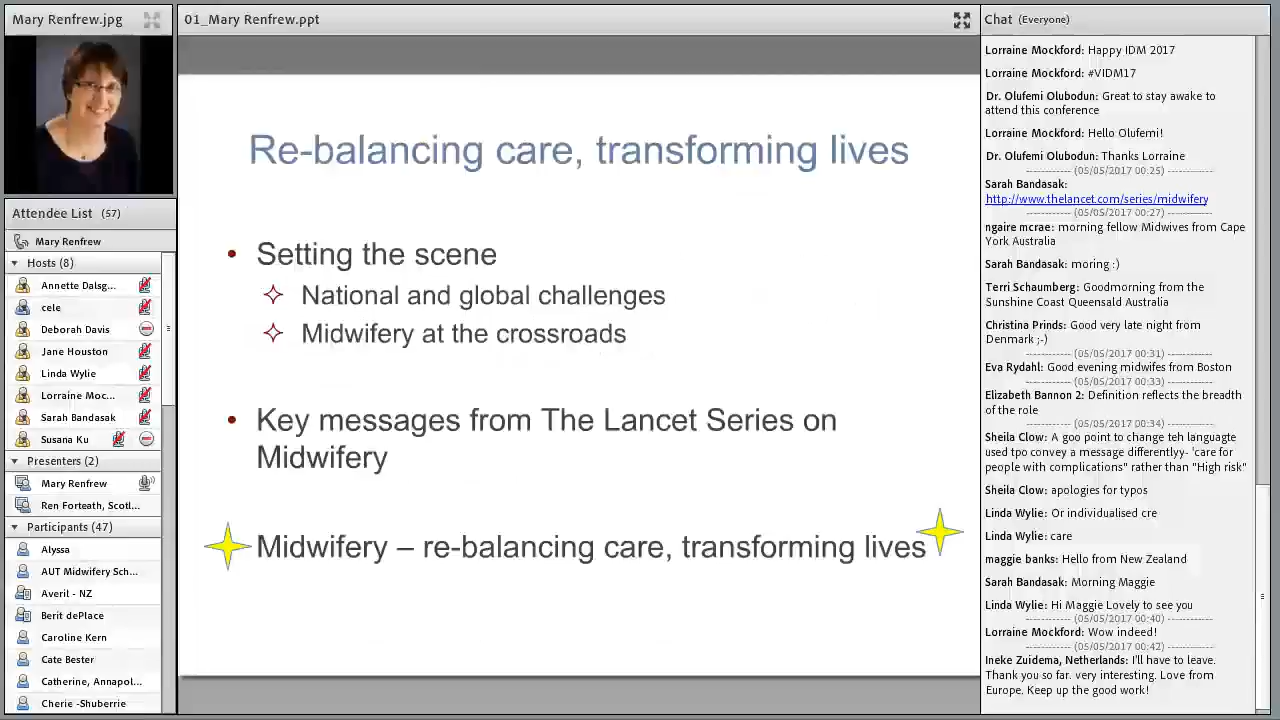 Mary Renfrew.jpg
Attendee List (57)
Mary Renfrew
Hosts (8)
Annette Dalsg...
cele
Deborah Davis
Jane Houston
Linda Wylie
Lorraine Moc...
Sarah Bandasak
Susana Ku
Presenters (2)
Mary Renfrew
Ren Forteath, Scotl...
Participants (47)
Alyssa
AUT Midwifery Sch...
Averil - NZ
Berit dePlace
Caroline Kern
Cate Bester
Catherine, Annapol...
Cherie -Shuberrie
01_Mary Renfrew.ppt
Re-balancing care, transforming lives
• Setting the scene
National and global challenges
Midwifery at the crossroads
• Key messages from The Lancet Series on
Midwifery
Midwifery – re-balancing care, transforming lives
Chat (Everyone)
Lorraine Mockford: Happy IDM 2017
Lorraine Mockford: #VIDM17
Dr. Olufemi Olubodun: Great to stay awake to
attend this conference
Lorraine Mockford: Hello Olufemi!
Dr. Olufemi Olubodun: Thanks Lorraine
------------ (05/05/2017 00:25) ------------
Sarah Bandasak:
http://www.thelancet.com/series/midwifery
------------ (05/05/2017 00:27) ------------
ngaire mcrae: morning fellow Midwives from Cape
York Australia
Sarah Bandasak: moring :)
Terri Schaumberg: Goodmorning from the
Sunshine Coast Queensald Australia
Christina Prinds: Good very late night from
Denmark ;-)
------------ (05/05/2017 00:31) ------------
Eva Rydahl: Good evening midwifes from Boston
------------ (05/05/2017 00:33) ------------
Elizabeth Bannon 2: Definition reflects the breadth
of the role
------------ (05/05/2017 00:34) ------------
Sheila Clow: A goo point to change teh languagte
used tpo convey a message differentlyy- 'care for
people with complications" rather than "High risk"
Sheila Clow: apologies for typos
Linda Wylie: Or individualised cre
Linda Wylie: care
maggie banks: Hello from New Zealand
Sarah Bandasak: Morning Maggie
Linda Wylie: Hi Maggie Lovely to see you
------------ (05/05/2017 00:40) ------------
Lorraine Mockford: Wow indeed!
------------ (05/05/2017 00:42) ------------
Ineke Zuidema, Netherlands: I'll have to leave.
Thank you so far. very interesting. Love from
Europe. Keep up the good work!